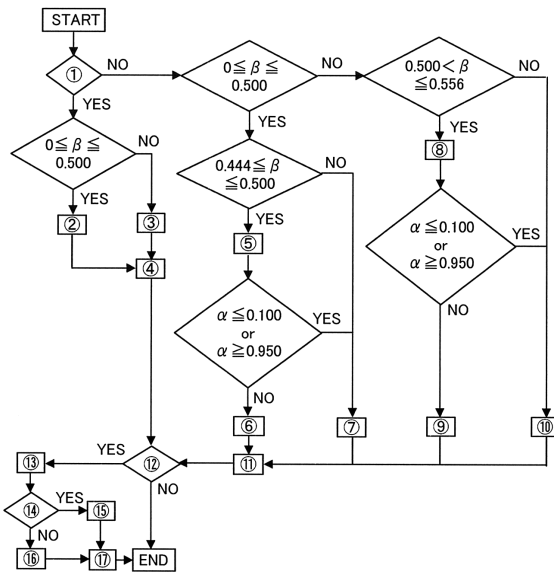 START
①
NO
YES
0≦β≦
0.500
NO
YES
②
③
④
0≦β≦
0.500
NO
YES
0.444≦β
≦0.500
NO
YES
⑤
α≦0.100
or
α≧0.950
YES
NO
⑥
⑦
⑪
0.500<β
≦0.556
NO
YES
⑧
α≦0.100
or
α≧0.950
YES
NO
⑨
⑩
⑫
YES
NO
⑬
⑭
YES
NO
⑮
⑯
⑰
END